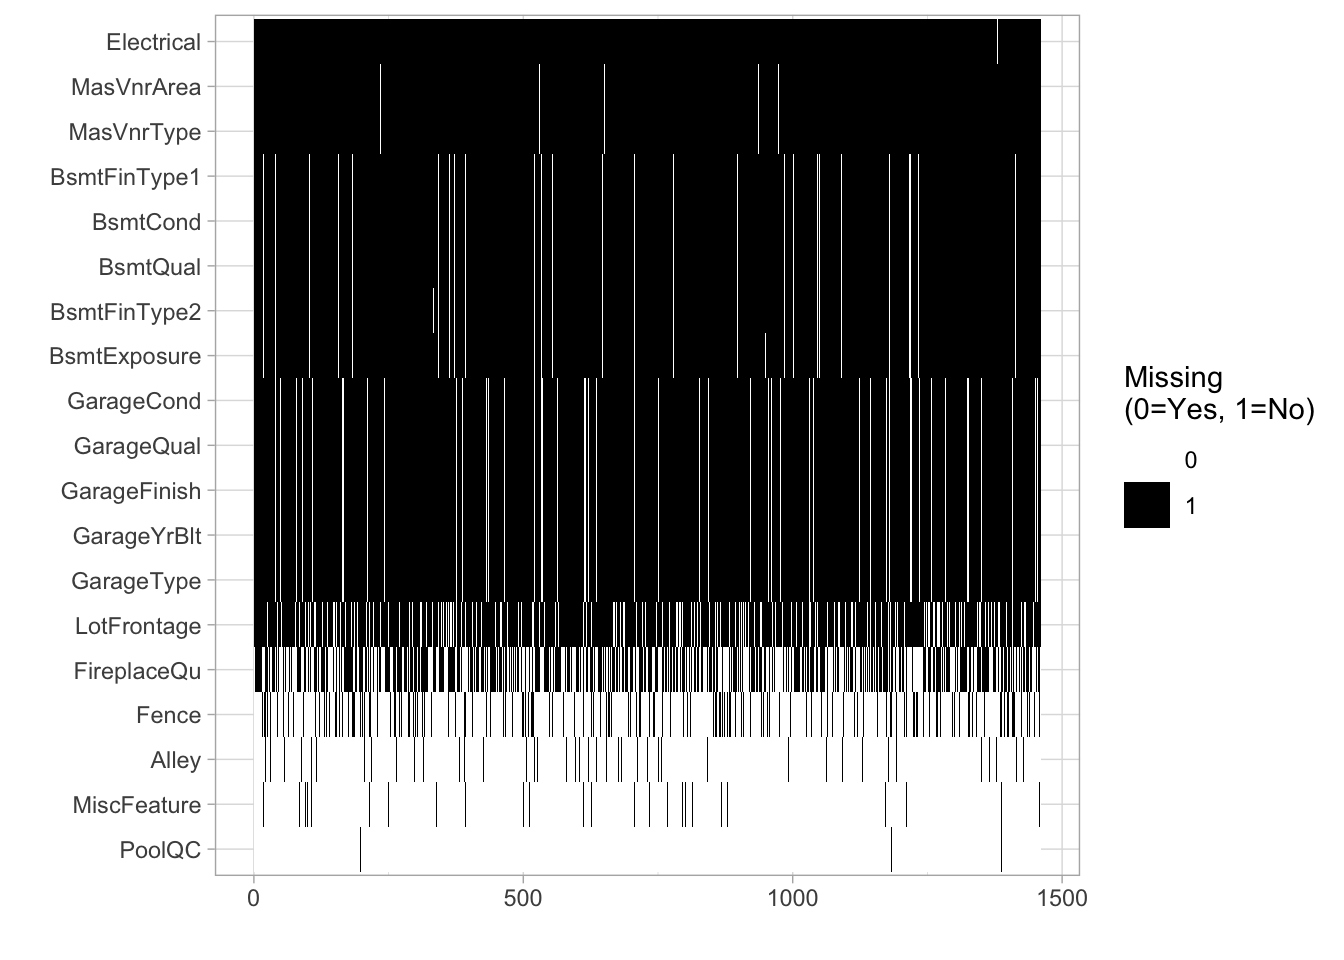 Electrical
MasVnrArea
MasVnrType
BsmtFinType1
BsmtCond
BsmtQual
BsmtFinType2
BsmtExposure
GarageCond
GarageQual
GarageFinish
GarageYrBlt
GarageType
LotFrontage
FireplaceQu
Fence
Alley
MiscFeature
PoolQC
0 500 1000 1500
Missing
(0=Yes, 1=No)
0
1